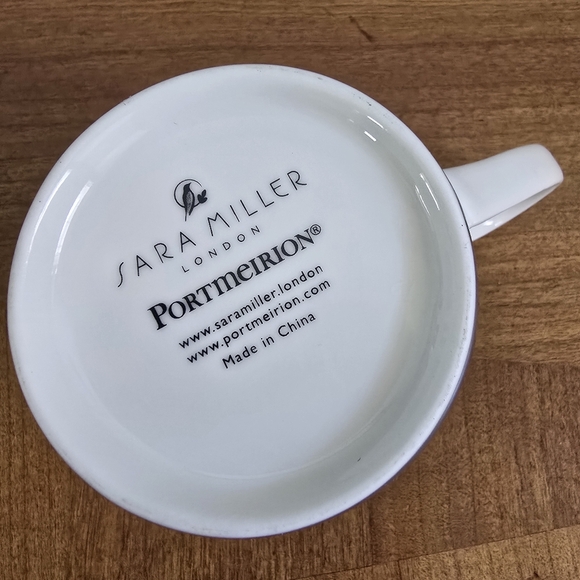 SARA MILLER
LONDON
PORTMEIRION®
www.saramiller.london
www.portmeirion.com
Made in China